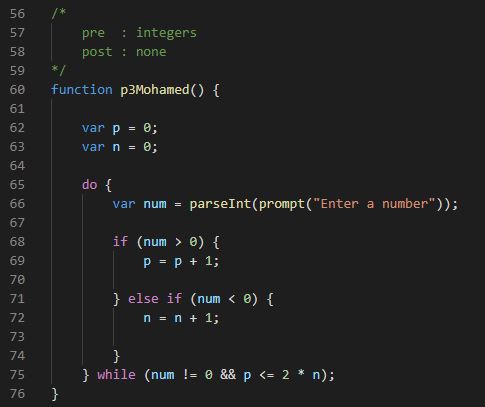 56 /*
57 pre  : integers
58 post : none
59 */
60 function p3Mohamed() {
61
62 var p = 0;
63 var n = 0;
64
65 do {
66 var num = parseInt(prompt("Enter a number"));
67
68 if (num > 0) {
69 p = p + 1;
70
71 } else if (num < 0) {
72 n = n + 1;
73
74 }
75 } while (num != 0 && p <= 2 * n);
76 }